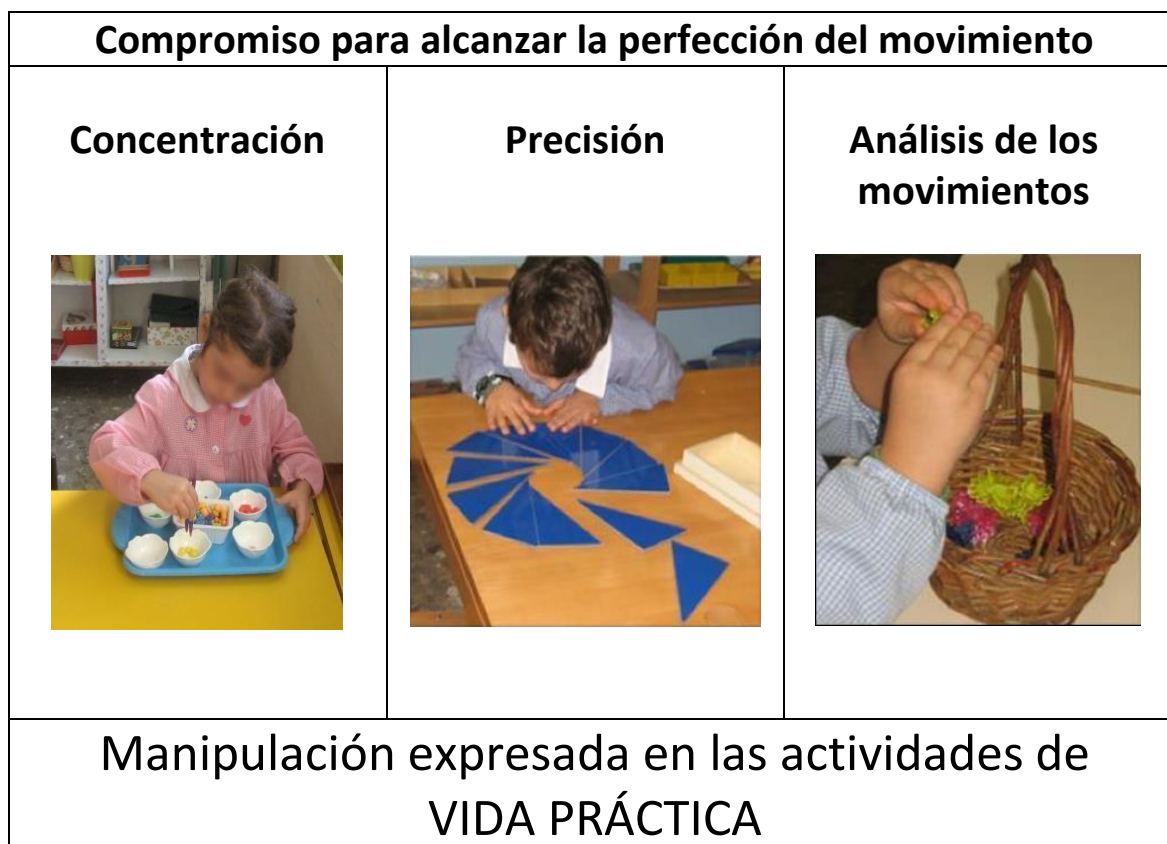 Compromiso para alcanzar la perfección del movimiento
Concentración
Precisión
Análisis de los
movimientos
Manipulación expresada en las actividades de
VIDA PRÁCTICA